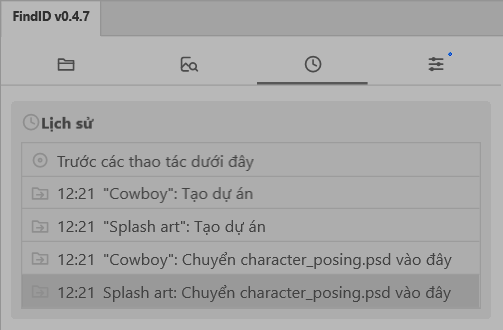 FindID v0.4.7
Lịch sử
Trước các thao tác dưới đây
12:21 "Cowboy": Tạo dự án
12:21 "Splash art": Tạo dự án
12:21 "Cowboy": Chuyển character_posing.psd vào đây
12:21 Splash art: Chuyển character_posing.psd vào đây